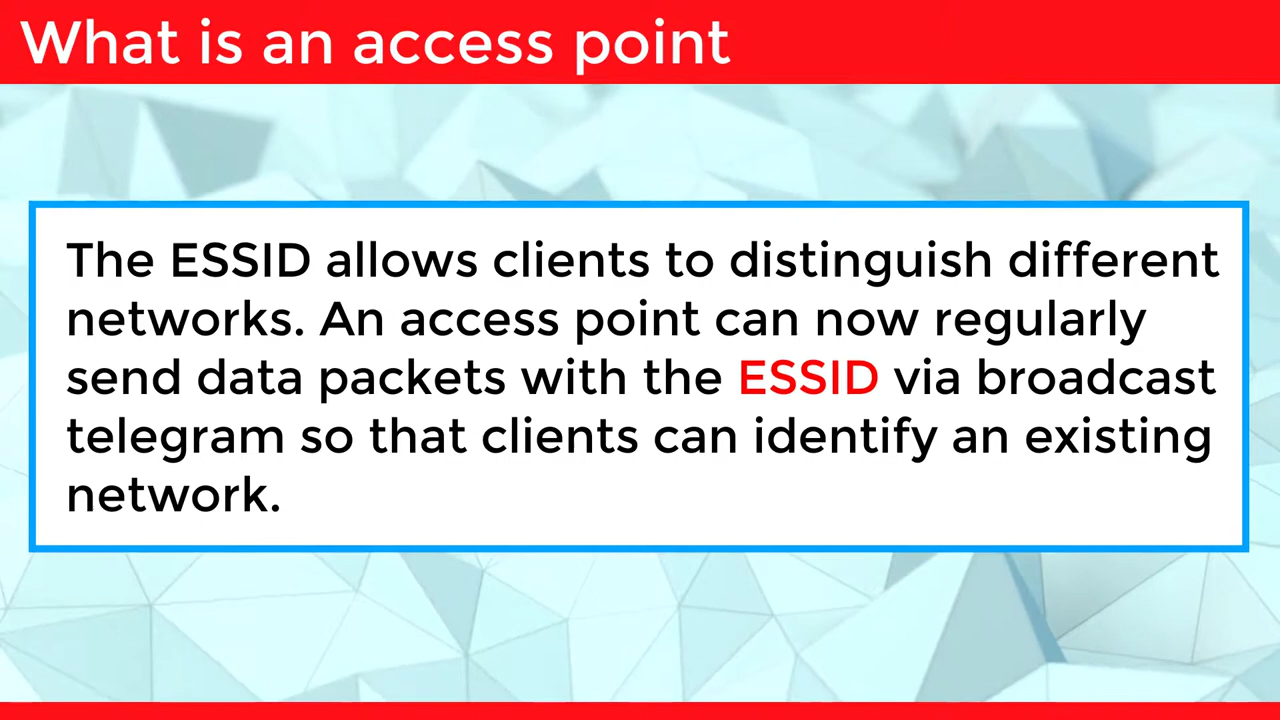 What is an access point
The ESSID allows clients to distinguish different
networks. An access point can now regularly
send data packets with the ESSID via broadcast
telegram so that clients can identify an existing
network.